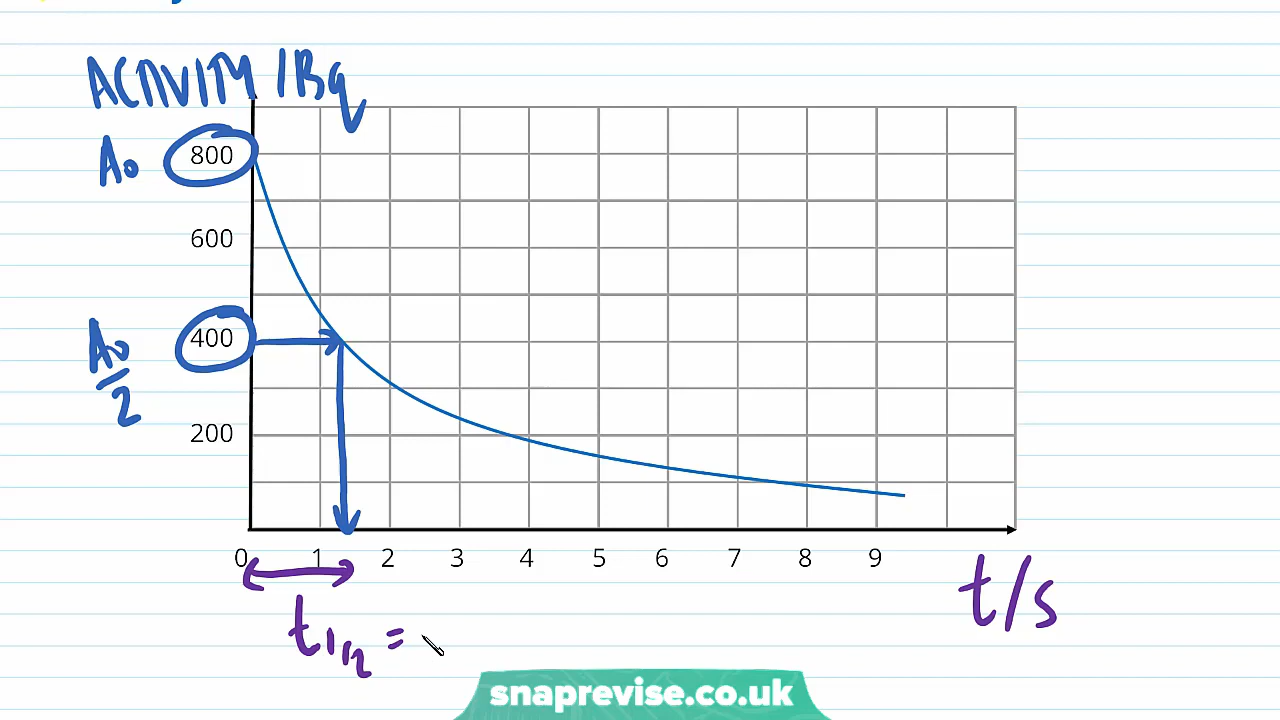 ACTIVITY /Bq
A₀ 800
600
A₀/2 400
200
0 1 2 3 4 5 6 7 8 9
t/s
t1/2 =
snaprevise.co.uk